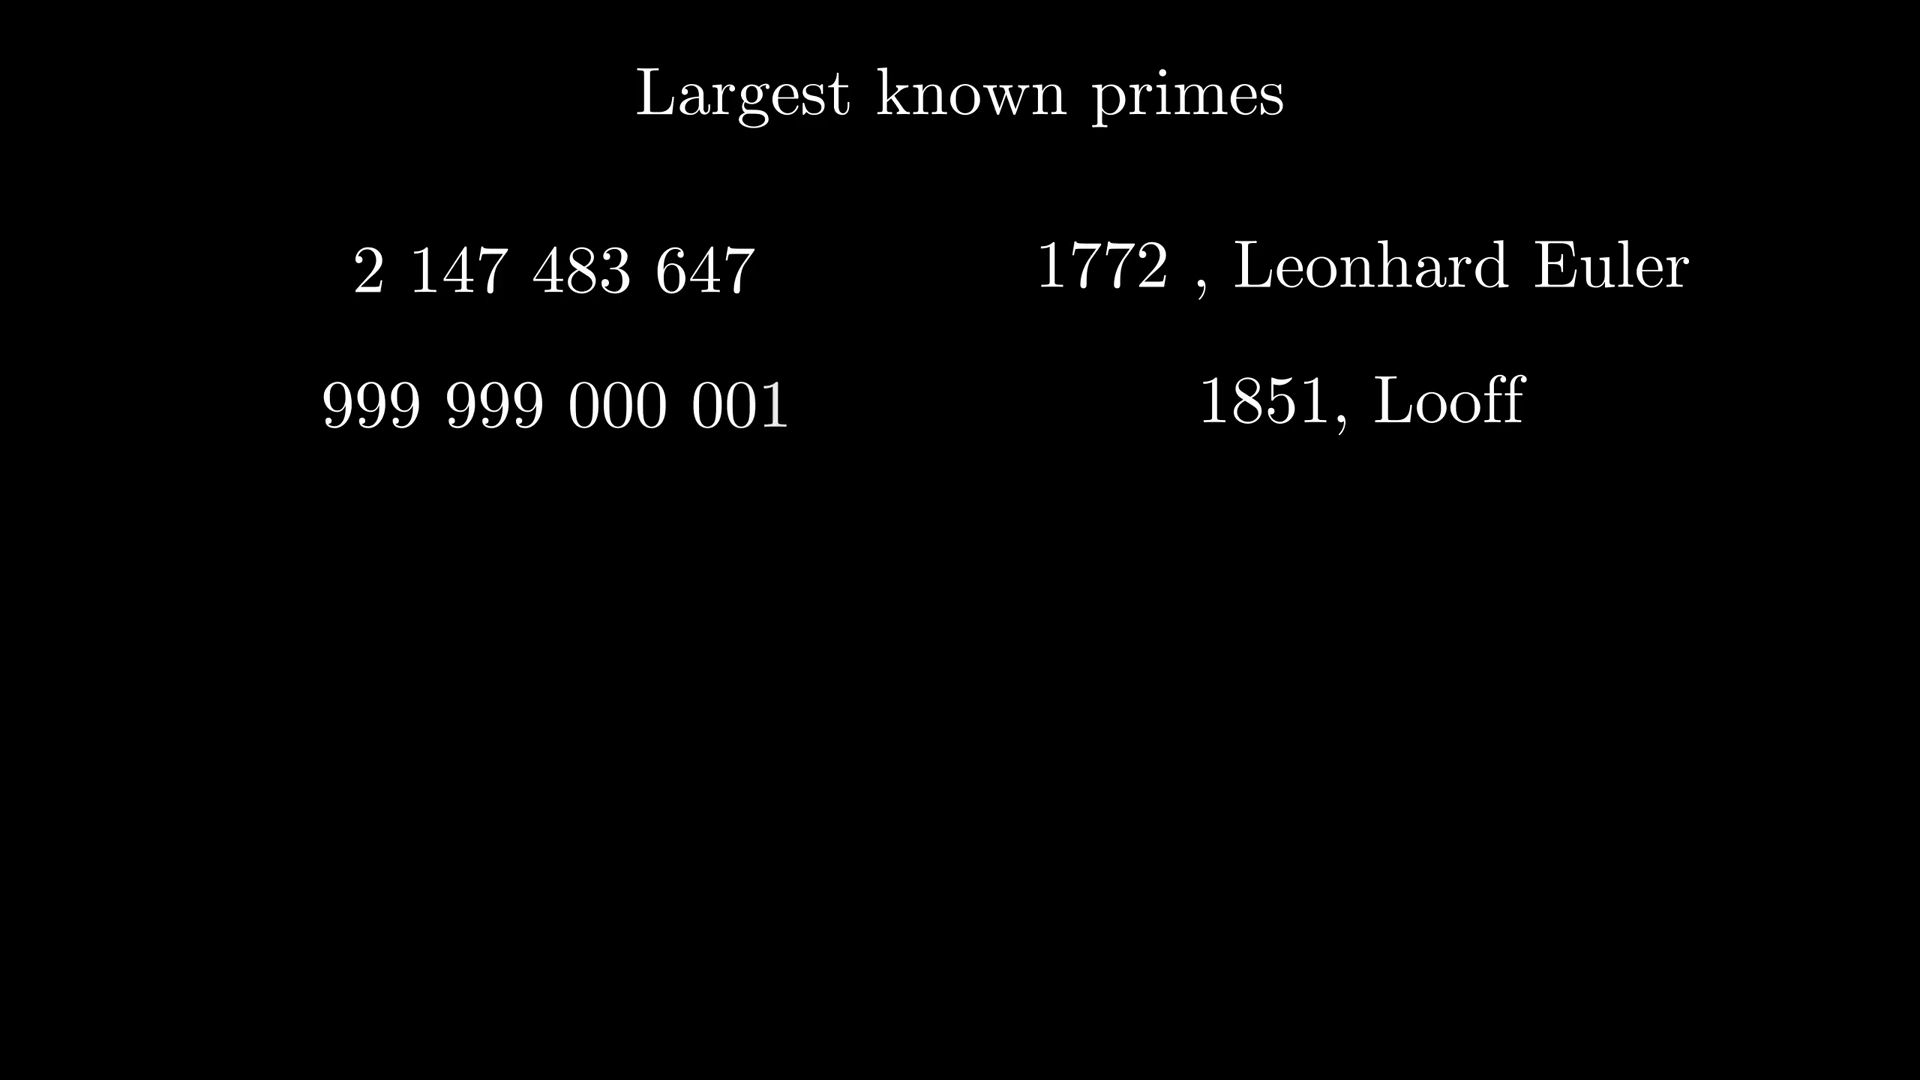 Largest known primes
2 147 483 647 1772 , Leonhard Euler
999 999 000 001 1851, Looff